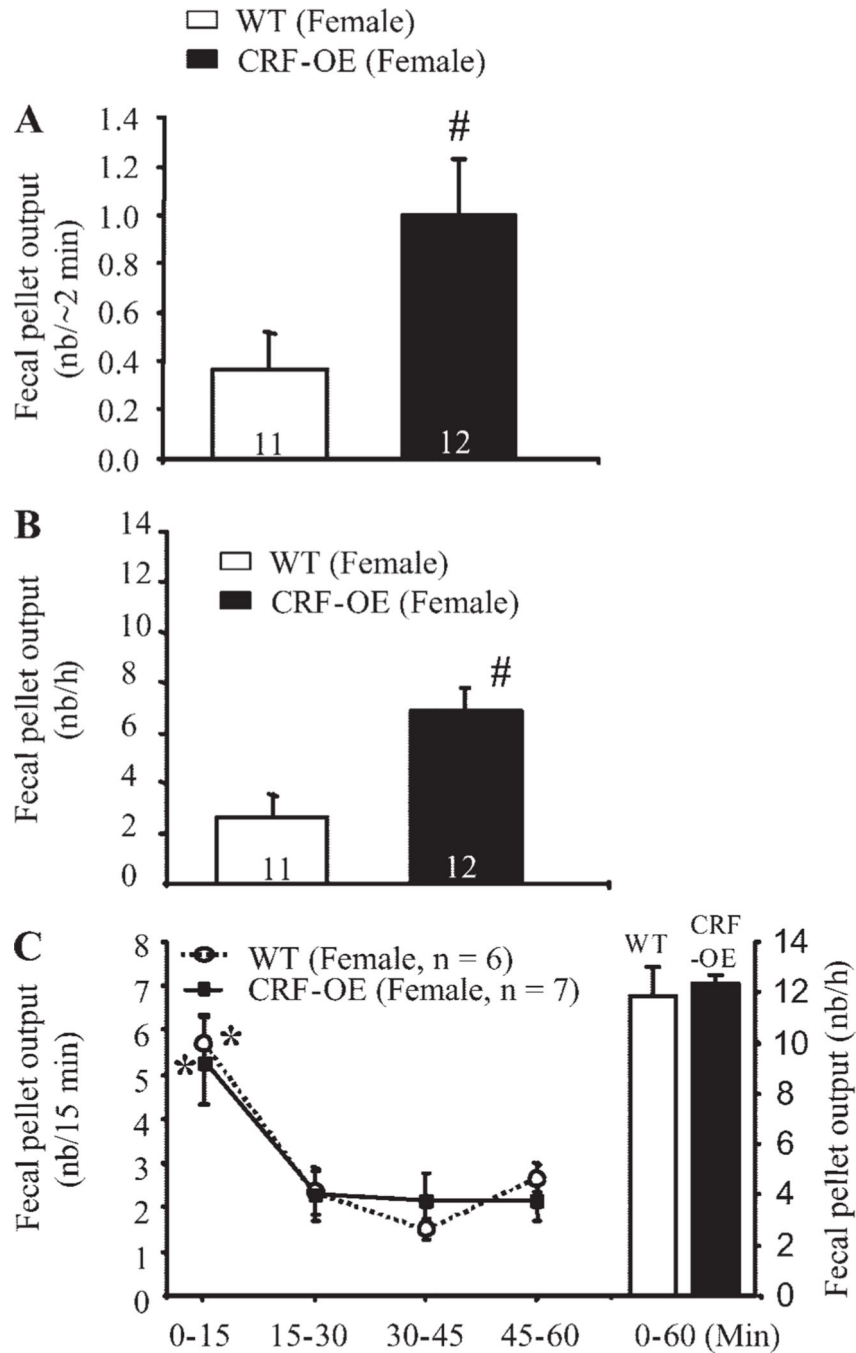 WT (Female)
CRF-OE (Female)
A
Fecal pellet output
(nb/~2 min)
1.4
1.2
1.0
0.8
0.6
0.4
0.2
0.0
#
11
12
B
Fecal pellet output
(nb/h)
14
12
10
8
6
4
2
0
WT (Female)
CRF-OE (Female)
#
11
12
C
Fecal pellet output
(nb/15 min)
8
7
6
5
4
3
2
1
0
WT (Female, n = 6)
CRF-OE (Female, n = 7)
*
*
WT
CRF
-OE
14
12
10
8
6
4
2
0
Fecal pellet output (nb/h)
0-15 15-30 30-45 45-60 0-60 (Min)